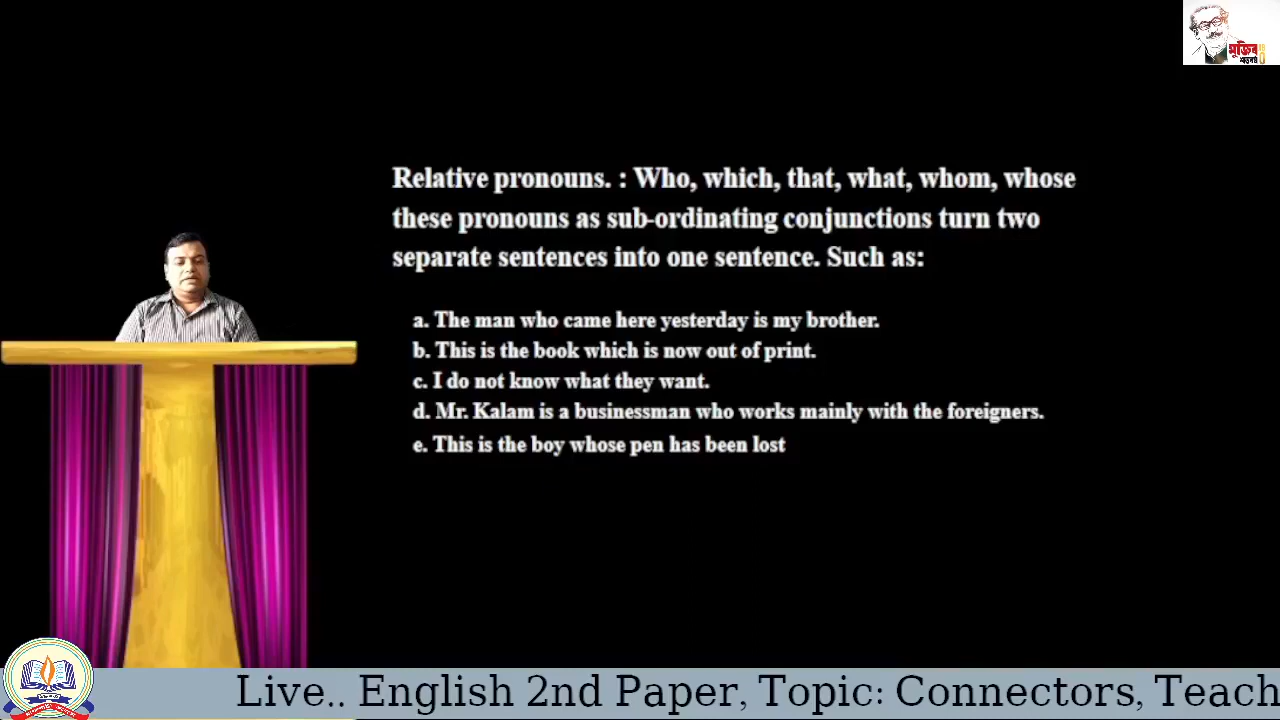 মুজিব
শতবর্ষ
Relative pronouns. : Who, which, that, what, whom, whose
these pronouns as sub-ordinating conjunctions turn two
separate sentences into one sentence. Such as:
a. The man who came here yesterday is my brother.
b. This is the book which is now out of print.
c. I do not know what they want.
d. Mr. Kalam is a businessman who works mainly with the foreigners.
e. This is the boy whose pen has been lost
Live.. English 2nd Paper, Topic: Connectors, Teach